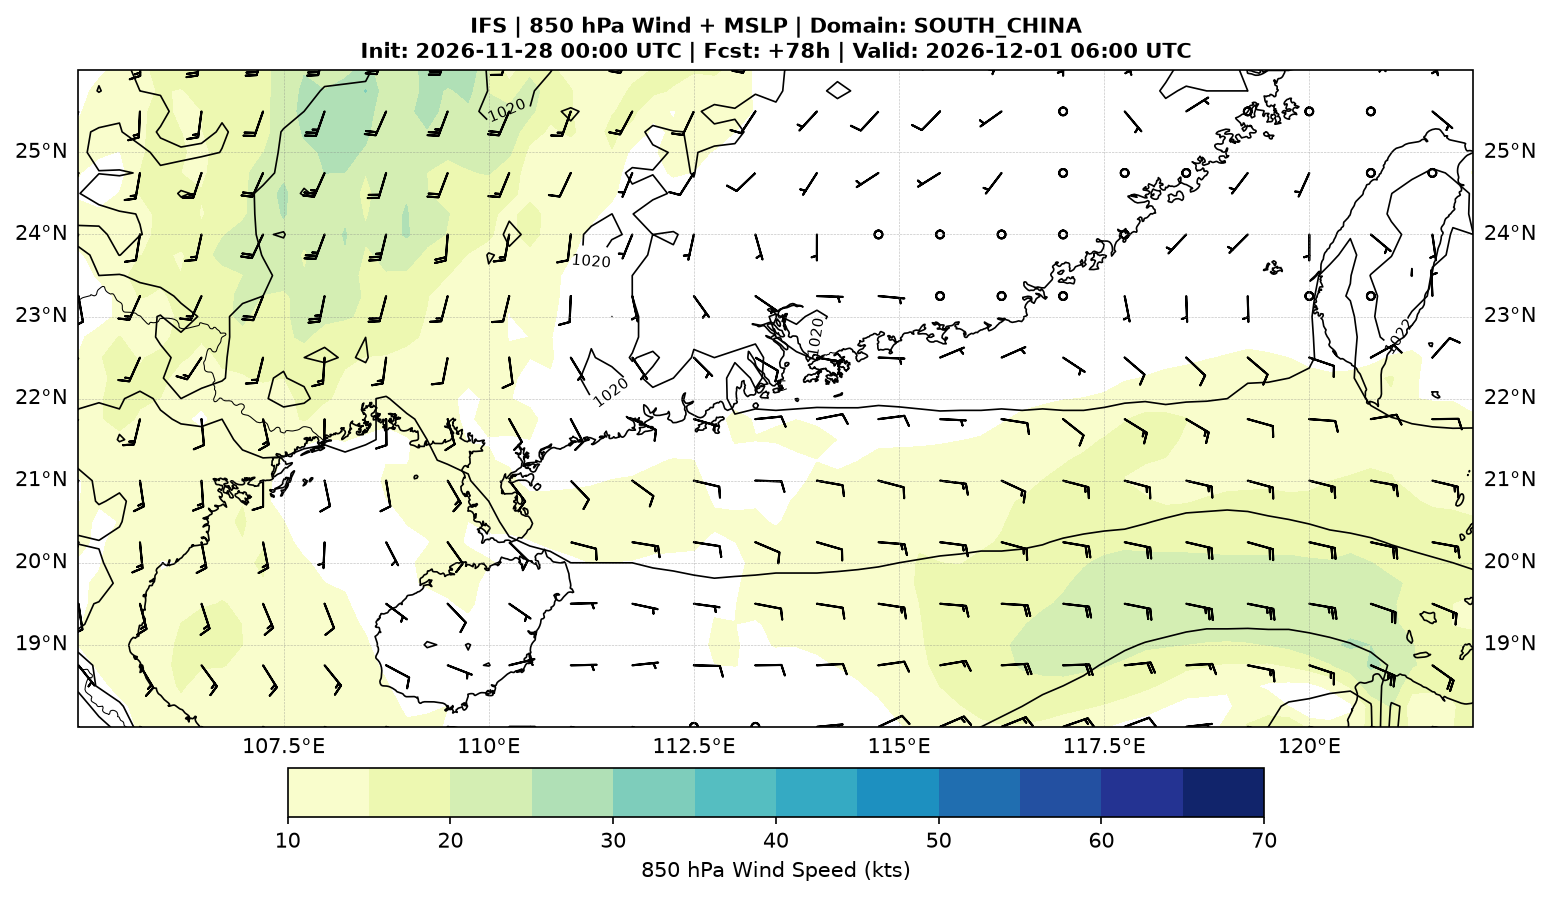 IFS | 850 hPa Wind + MSLP | Domain: SOUTH_CHINA
Init: 2026-11-28 00:00 UTC | Fcst: +78h | Valid: 2026-12-01 06:00 UTC
1020
25°N 25°N
24°N 24°N
1020
23°N 23°N
1020
1022
1020
22°N 22°N
21°N 21°N
20°N 20°N
19°N 19°N
107.5°E 110°E 112.5°E 115°E 117.5°E 120°E
10 20 30 40 50 60 70
850 hPa Wind Speed (kts)